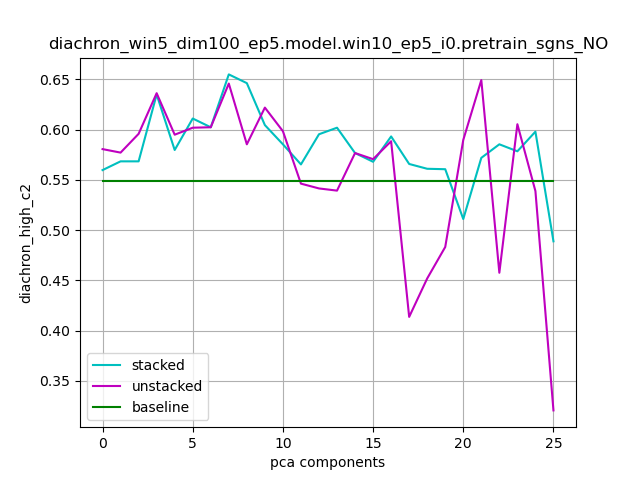 diachron_win5_dim100_ep5.model.win10_ep5_i0.pretrain_sgns_NO
0.65
0.60
0.55
0.50
0.45
0.40
0.35
diachron_high_c2
stacked
unstacked
baseline
0 5 10 15 20 25
pca components